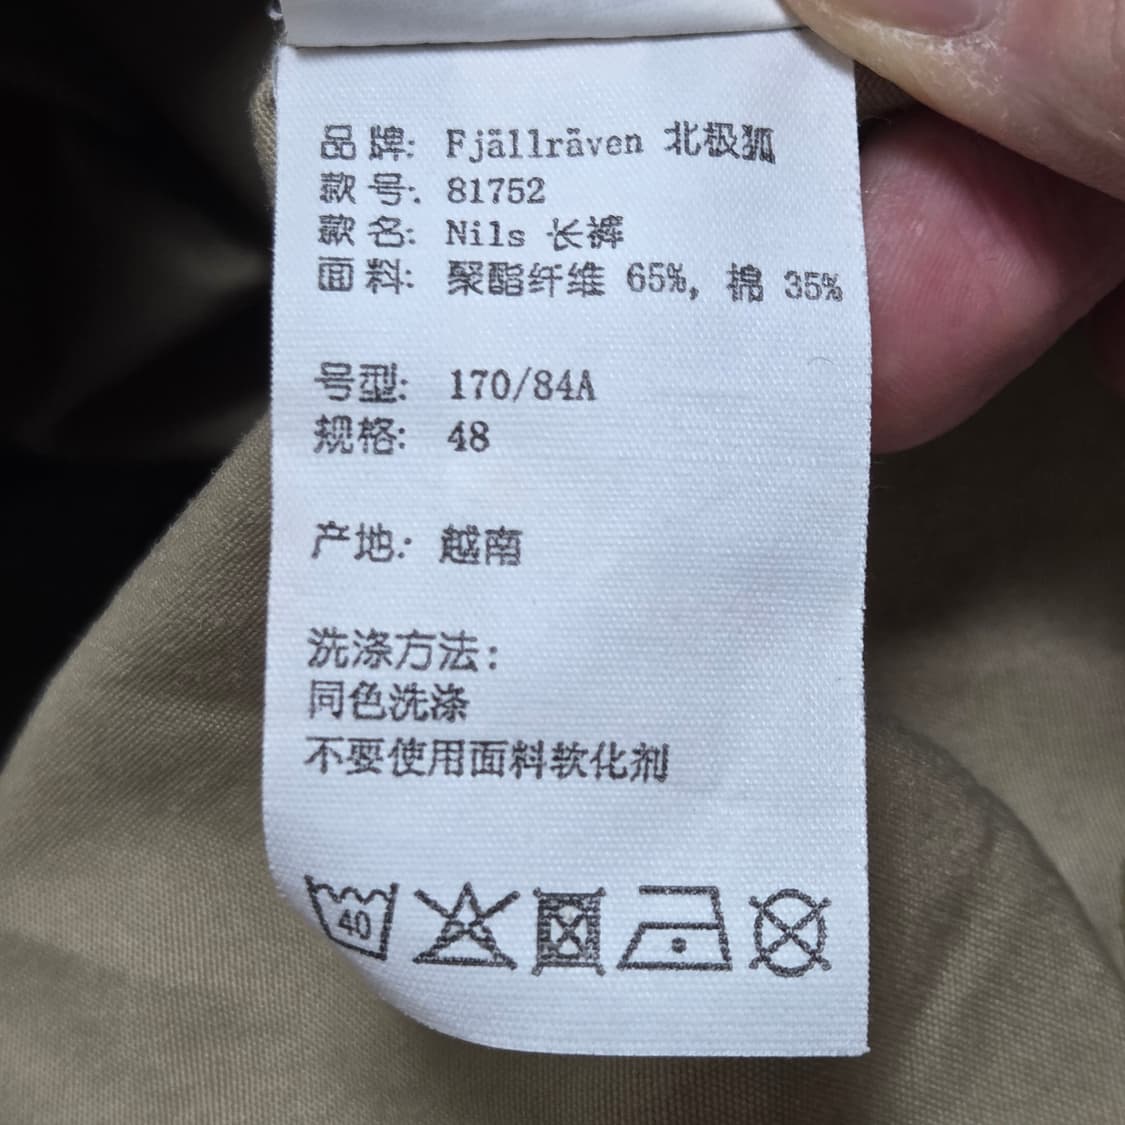 品牌: Fjällräven 北极狐
款号: 81752
款名: Nils 长裤
面料: 聚酯纤维 65%, 棉 35%
号型: 170/84A
规格: 48
产地: 越南
洗涤方法:
同色洗涤
不要使用面料软化剂
40